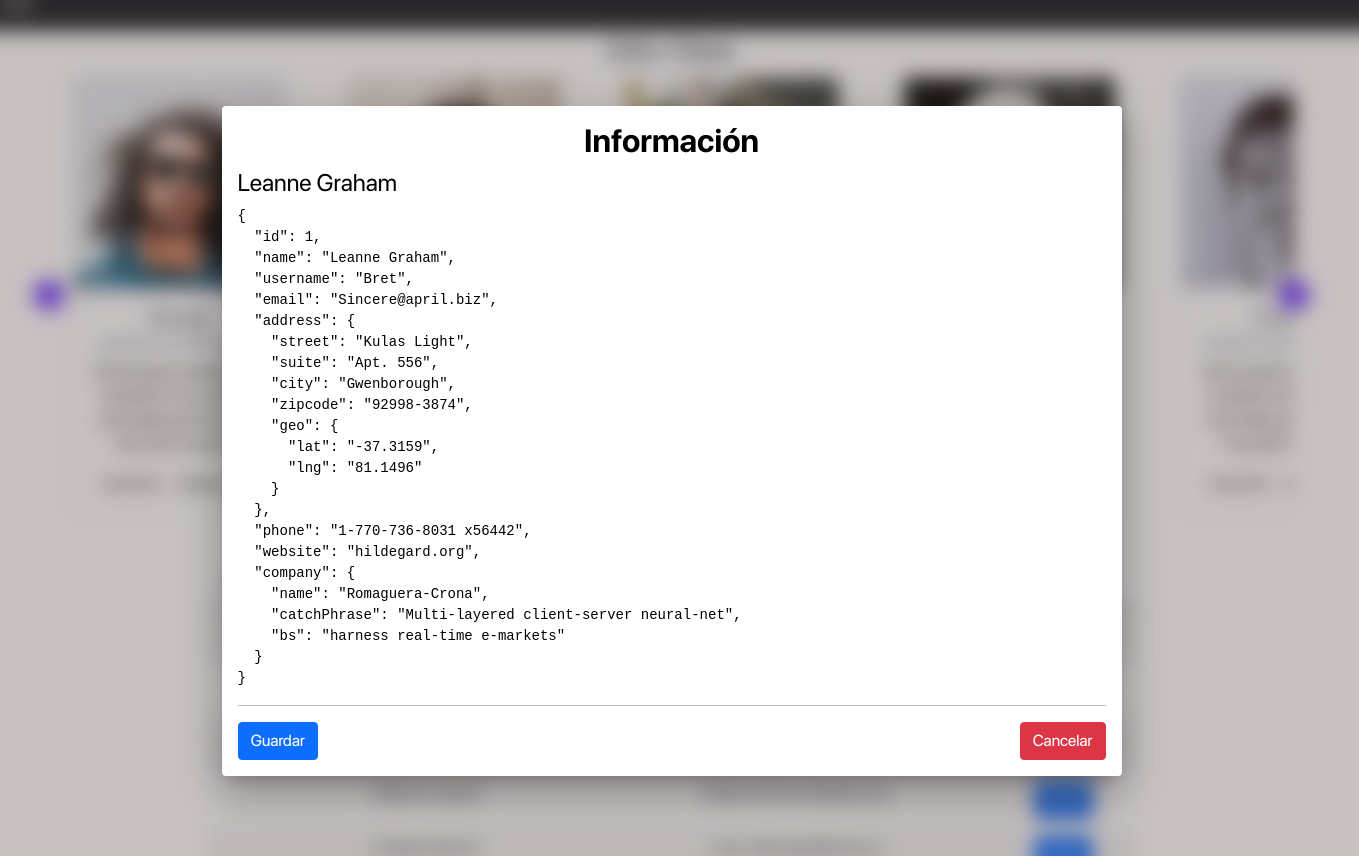 Información
Leanne Graham
{
  "id": 1,
  "name": "Leanne Graham",
  "username": "Bret",
  "email": "Sincere@april.biz",
  "address": {
    "street": "Kulas Light",
    "suite": "Apt. 556",
    "city": "Gwenborough",
    "zipcode": "92998-3874",
    "geo": {
      "lat": "-37.3159",
      "lng": "81.1496"
    }
  },
  "phone": "1-770-736-8031 x56442",
  "website": "hildegard.org",
  "company": {
    "name": "Romaguera-Crona",
    "catchPhrase": "Multi-layered client-server neural-net",
    "bs": "harness real-time e-markets"
  }
}
Guardar
Cancelar